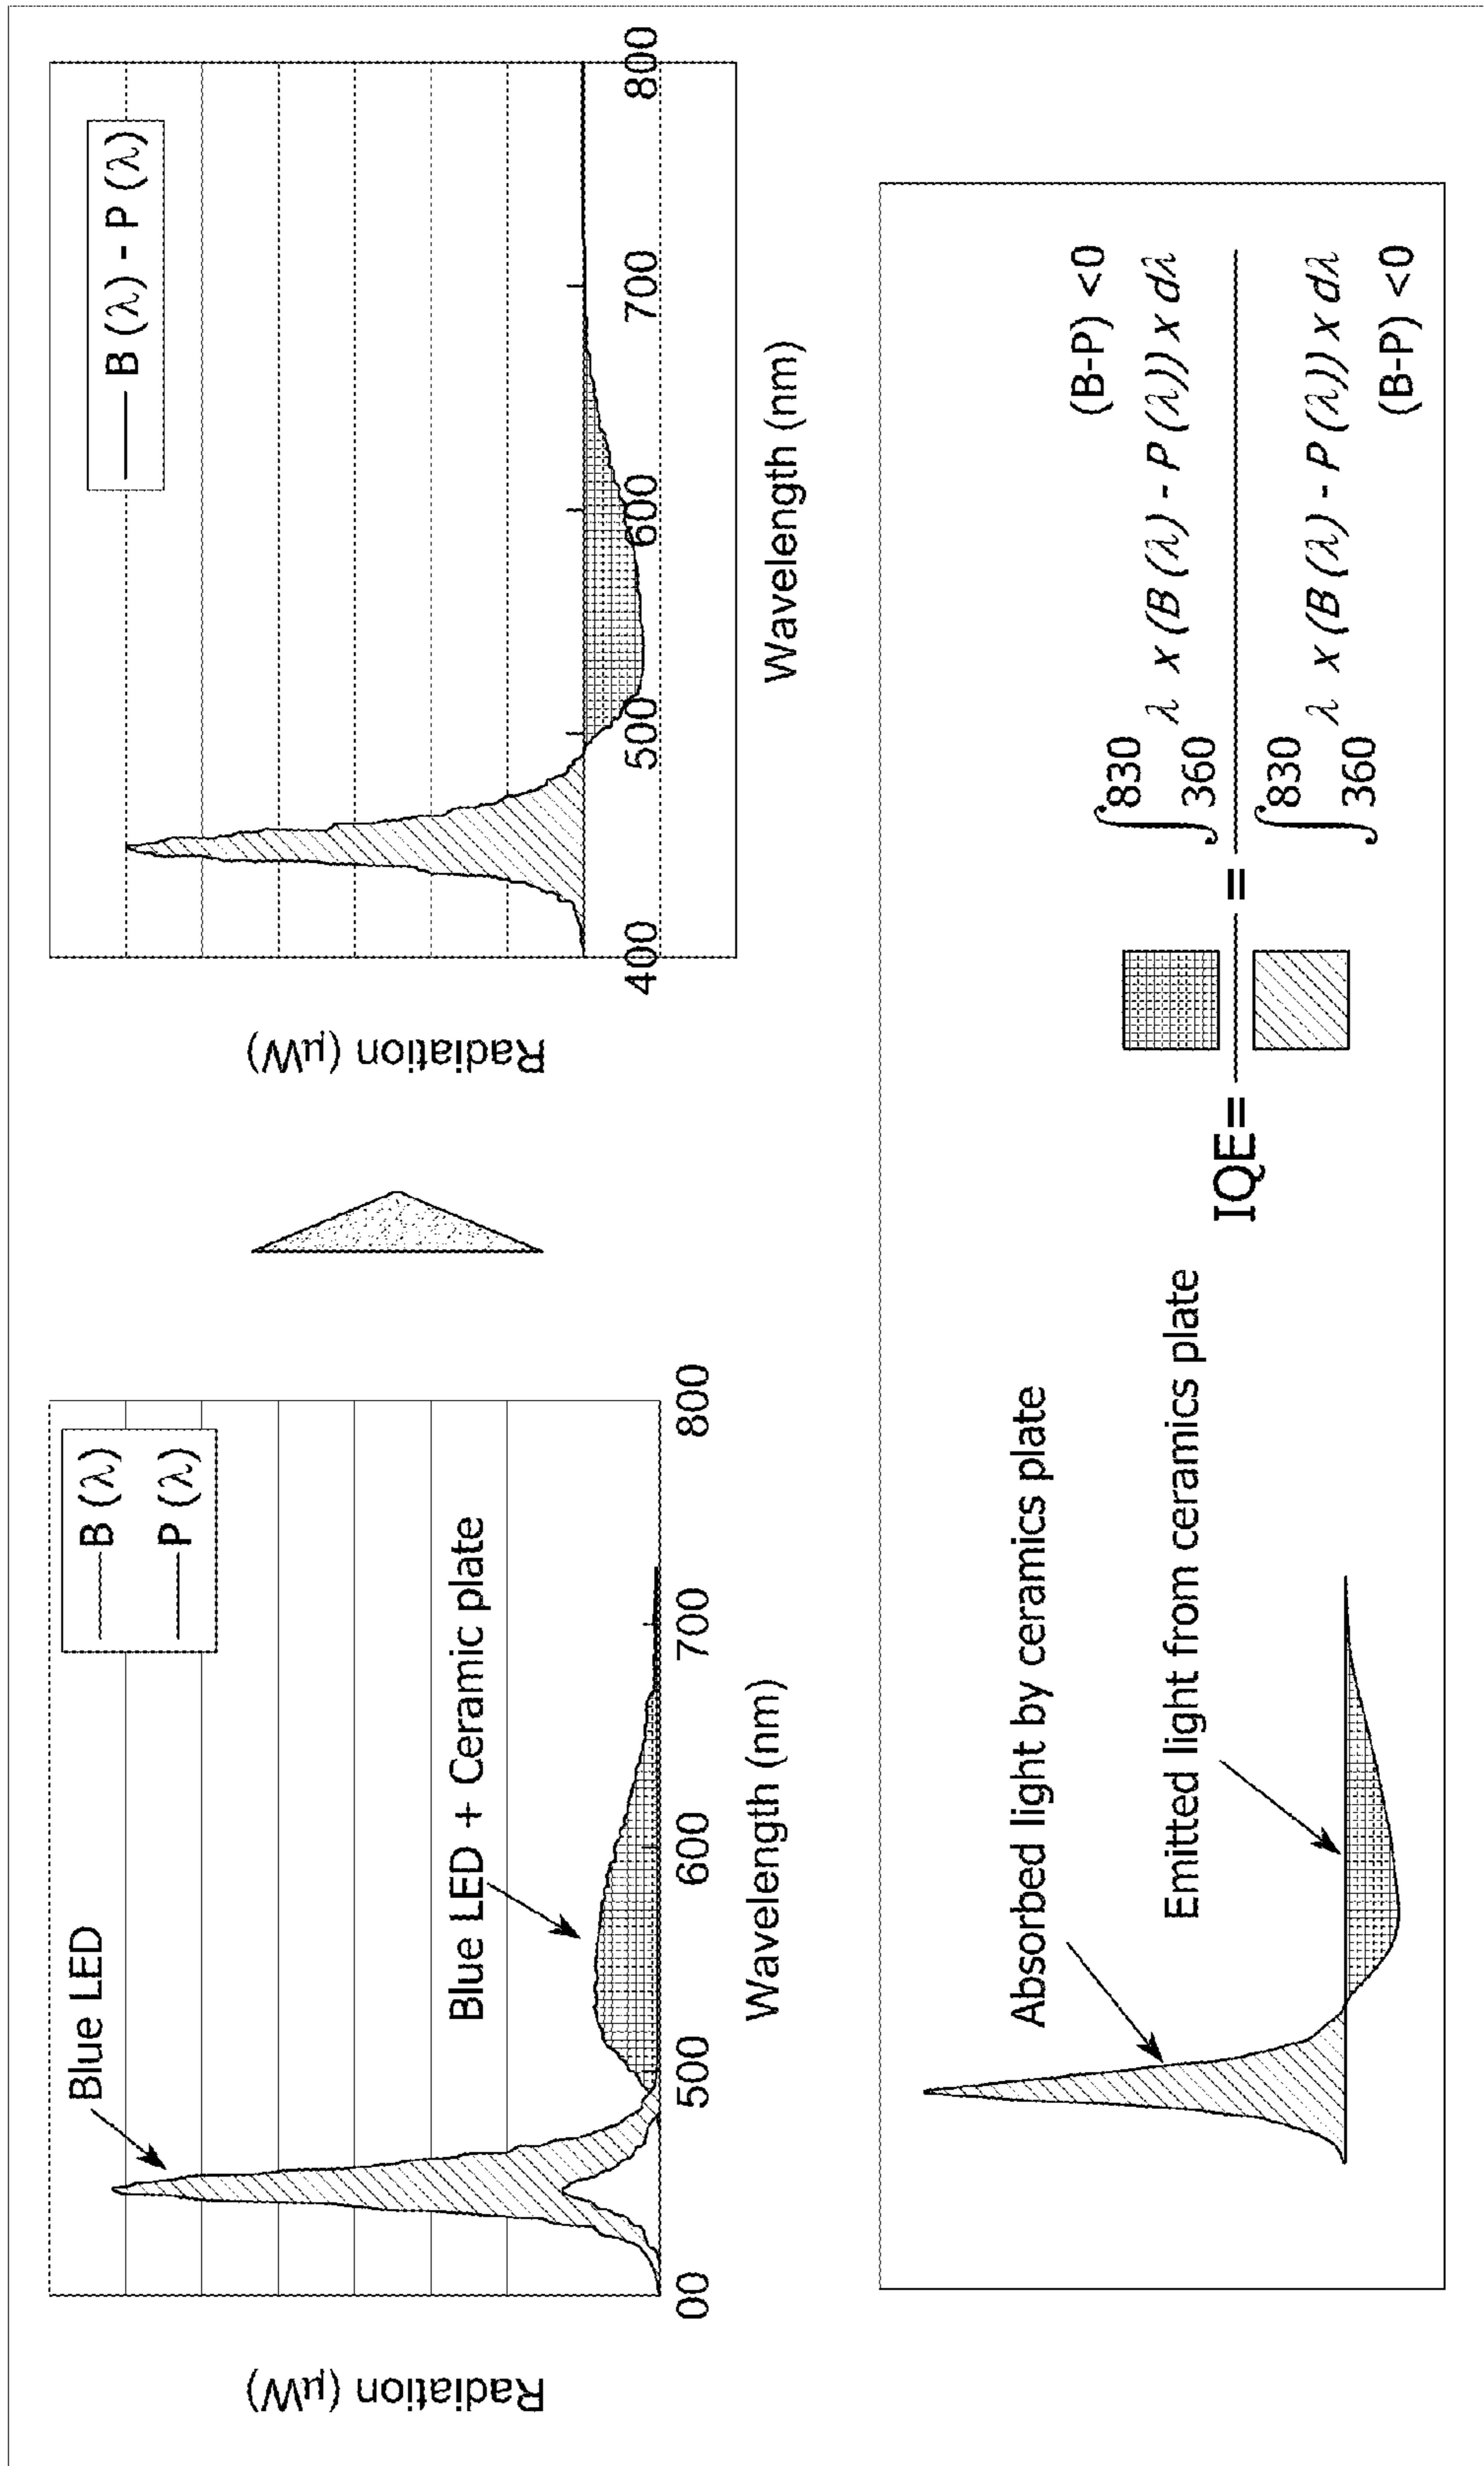 Radiation (μW)
Blue LED
B (λ)
P (λ)
Blue LED + Ceramic plate
00 500 600 700 800
Wavelength (nm)
Radiation (μW)
B (λ) - P (λ)
400 500 600 700 800
Wavelength (nm)
Absorbed light by ceramics plate
Emitted light from ceramics plate
IQE= =
(B-P) <0
∫830 360 λ x (B (λ) - P (λ))) x dλ
∫830 360 λ x (B (λ) - P (λ))) x dλ
(B-P) <0